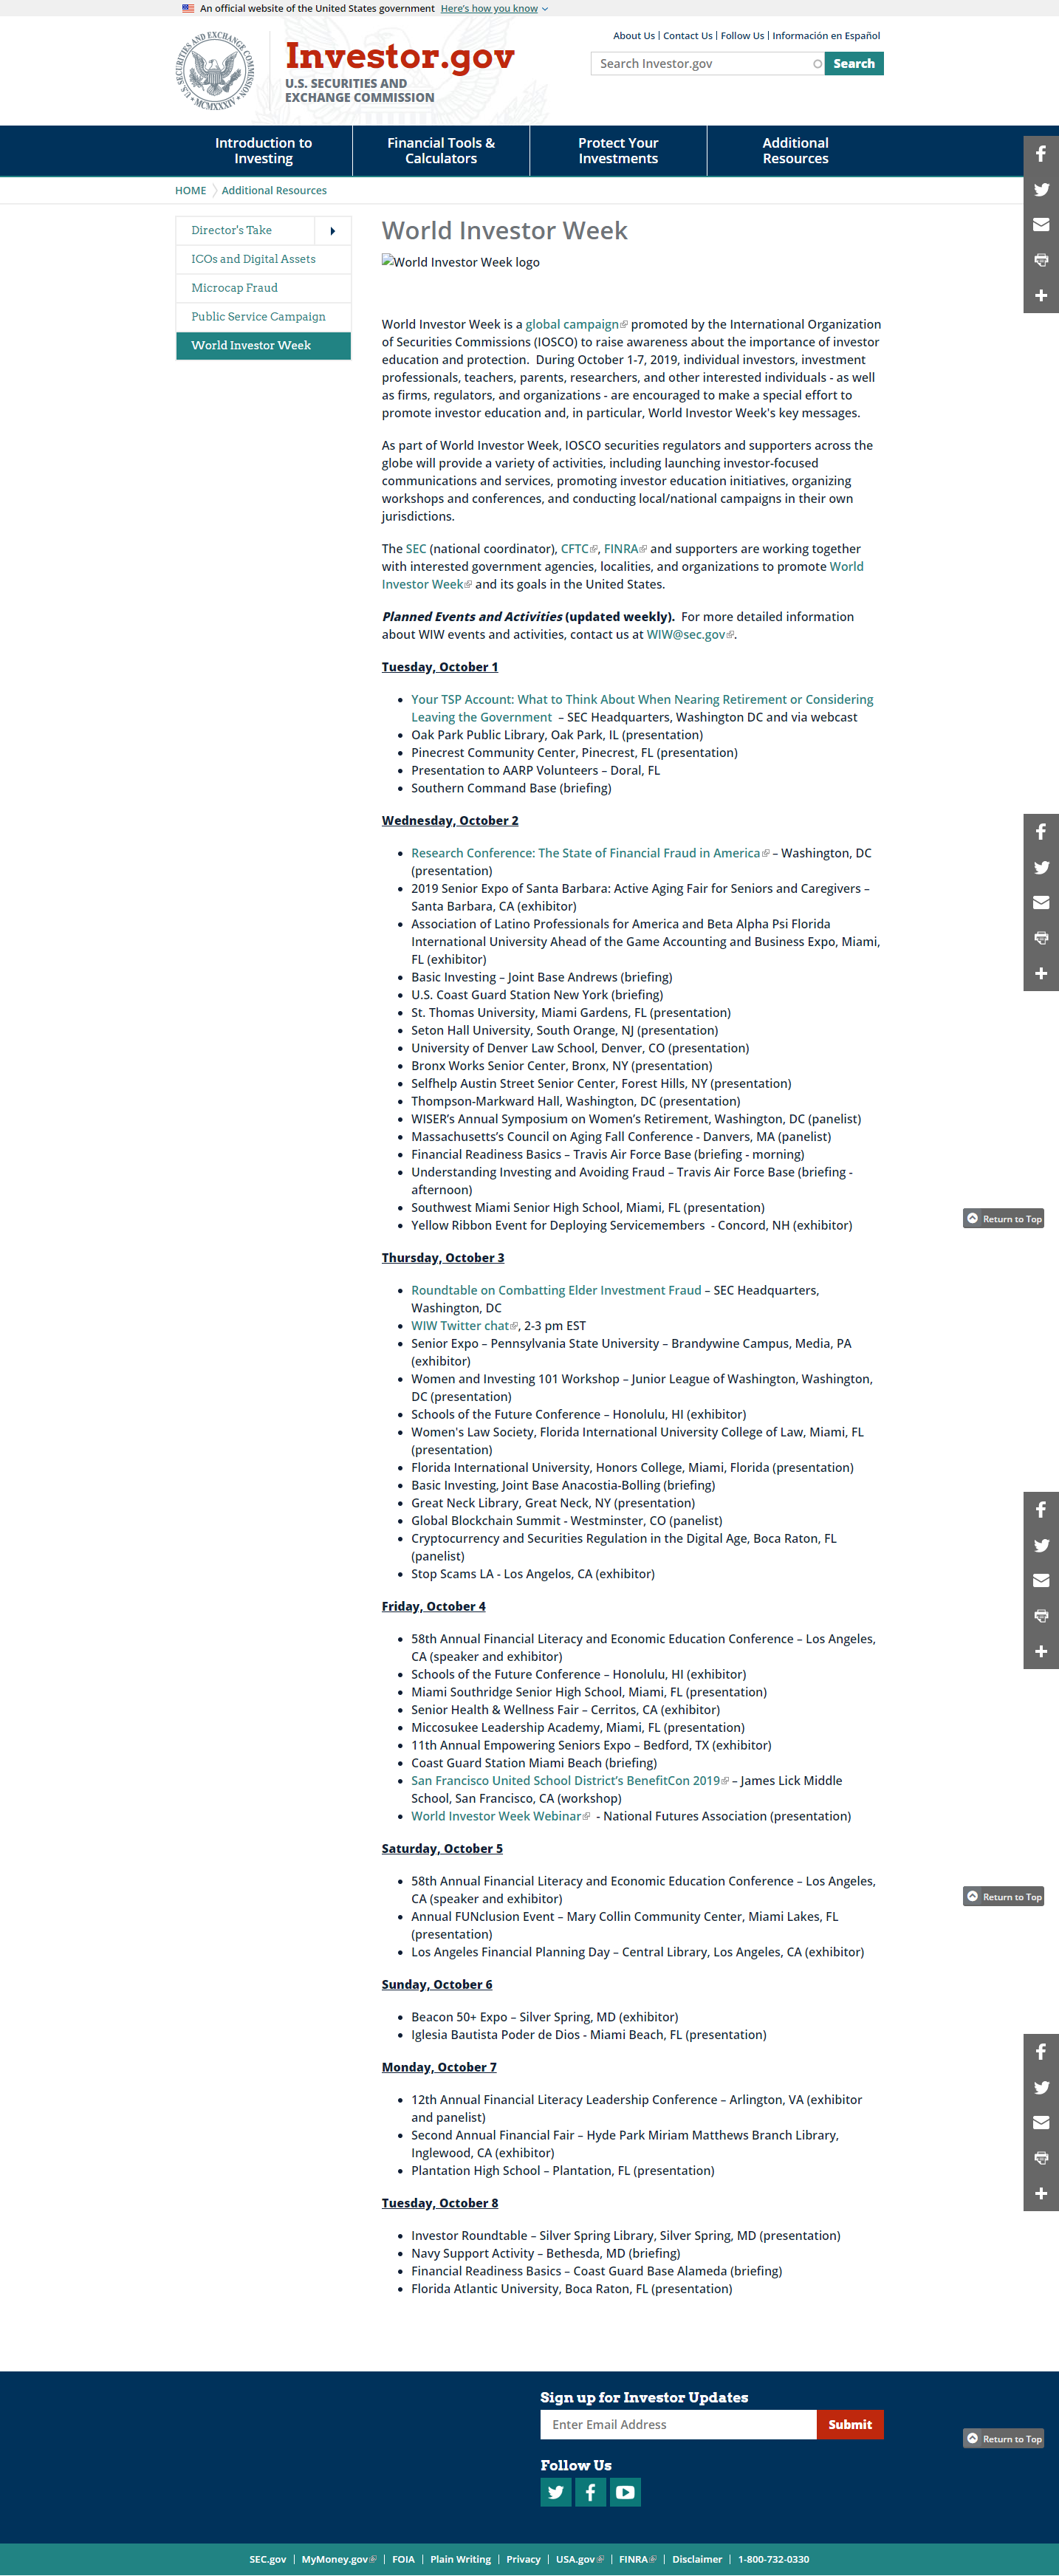 An official website of the United States government Here's how you know
About Us | Contact Us | Follow Us | Información en Español
Investor.gov
U.S. SECURITIES AND
EXCHANGE COMMISSION
Search Investor.gov
Search
Introduction to
Investing
Financial Tools &
Calculators
Protect Your
Investments
Additional
Resources
HOME Additional Resources
Director's Take
ICOs and Digital Assets
Microcap Fraud
Public Service Campaign
World Investor Week
World Investor Week
World Investor Week logo
World Investor Week is a global campaign promoted by the International Organization
of Securities Commissions (IOSCO) to raise awareness about the importance of investor
education and protection. During October 1-7, 2019, individual investors, investment
professionals, teachers, parents, researchers, and other interested individuals - as well
as firms, regulators, and organizations - are encouraged to make a special effort to
promote investor education and, in particular, World Investor Week's key messages.
As part of World Investor Week, IOSCO securities regulators and supporters across the
globe will provide a variety of activities, including launching investor-focused
communications and services, promoting investor education initiatives, organizing
workshops and conferences, and conducting local/national campaigns in their own
jurisdictions.
The SEC (national coordinator), CFTC, FINRA and supporters are working together
with interested government agencies, localities, and organizations to promote World
Investor Week and its goals in the United States.
Planned Events and Activities (updated weekly). For more detailed information
about WIW events and activities, contact us at WIW@sec.gov.
Tuesday, October 1
• Your TSP Account: What to Think About When Nearing Retirement or Considering
Leaving the Government – SEC Headquarters, Washington DC and via webcast
• Oak Park Public Library, Oak Park, IL (presentation)
• Pinecrest Community Center, Pinecrest, FL (presentation)
• Presentation to AARP Volunteers – Doral, FL
• Southern Command Base (briefing)
Wednesday, October 2
• Research Conference: The State of Financial Fraud in America – Washington, DC
(presentation)
• 2019 Senior Expo of Santa Barbara: Active Aging Fair for Seniors and Caregivers –
Santa Barbara, CA (exhibitor)
• Association of Latino Professionals for America and Beta Alpha Psi Florida
International University Ahead of the Game Accounting and Business Expo, Miami,
FL (exhibitor)
• Basic Investing – Joint Base Andrews (briefing)
• U.S. Coast Guard Station New York (briefing)
• St. Thomas University, Miami Gardens, FL (presentation)
• Seton Hall University, South Orange, NJ (presentation)
• University of Denver Law School, Denver, CO (presentation)
• Bronx Works Senior Center, Bronx, NY (presentation)
• Selfhelp Austin Street Senior Center, Forest Hills, NY (presentation)
• Thompson-Markward Hall, Washington, DC (presentation)
• WISER’s Annual Symposium on Women’s Retirement, Washington, DC (panelist)
• Massachusetts’s Council on Aging Fall Conference - Danvers, MA (panelist)
• Financial Readiness Basics – Travis Air Force Base (briefing - morning)
• Understanding Investing and Avoiding Fraud – Travis Air Force Base (briefing -
afternoon)
• Southwest Miami Senior High School, Miami, FL (presentation)
• Yellow Ribbon Event for Deploying Servicemembers - Concord, NH (exhibitor)
Return to Top
Thursday, October 3
• Roundtable on Combatting Elder Investment Fraud – SEC Headquarters,
Washington, DC
• WIW Twitter chat, 2-3 pm EST
• Senior Expo – Pennsylvania State University – Brandywine Campus, Media, PA
(exhibitor)
• Women and Investing 101 Workshop – Junior League of Washington, Washington,
DC (presentation)
• Schools of the Future Conference – Honolulu, HI (exhibitor)
• Women's Law Society, Florida International University College of Law, Miami, FL
(presentation)
• Florida International University, Honors College, Miami, Florida (presentation)
• Basic Investing, Joint Base Anacostia-Bolling (briefing)
• Great Neck Library, Great Neck, NY (presentation)
• Global Blockchain Summit - Westminster, CO (panelist)
• Cryptocurrency and Securities Regulation in the Digital Age, Boca Raton, FL
(panelist)
• Stop Scams LA - Los Angelos, CA (exhibitor)
Friday, October 4
• 58th Annual Financial Literacy and Economic Education Conference – Los Angeles,
CA (speaker and exhibitor)
• Schools of the Future Conference – Honolulu, HI (exhibitor)
• Miami Southridge Senior High School, Miami, FL (presentation)
• Senior Health & Wellness Fair – Cerritos, CA (exhibitor)
• Miccosukee Leadership Academy, Miami, FL (presentation)
• 11th Annual Empowering Seniors Expo – Bedford, TX (exhibitor)
• Coast Guard Station Miami Beach (briefing)
• San Francisco United School District’s BenefitCon 2019 – James Lick Middle
School, San Francisco, CA (workshop)
• World Investor Week Webinar - National Futures Association (presentation)
Saturday, October 5
• 58th Annual Financial Literacy and Economic Education Conference – Los Angeles,
CA (speaker and exhibitor)
Return to Top
• Annual FUNclusion Event – Mary Collin Community Center, Miami Lakes, FL
(presentation)
• Los Angeles Financial Planning Day – Central Library, Los Angeles, CA (exhibitor)
Sunday, October 6
• Beacon 50+ Expo – Silver Spring, MD (exhibitor)
• Iglesia Bautista Poder de Dios - Miami Beach, FL (presentation)
Monday, October 7
• 12th Annual Financial Literacy Leadership Conference – Arlington, VA (exhibitor
and panelist)
• Second Annual Financial Fair – Hyde Park Miriam Matthews Branch Library,
Inglewood, CA (exhibitor)
• Plantation High School – Plantation, FL (presentation)
Tuesday, October 8
• Investor Roundtable – Silver Spring Library, Silver Spring, MD (presentation)
• Navy Support Activity – Bethesda, MD (briefing)
• Financial Readiness Basics – Coast Guard Base Alameda (briefing)
• Florida Atlantic University, Boca Raton, FL (presentation)
Sign up for Investor Updates
Enter Email Address
Submit
Return to Top
Follow Us
SEC.gov | MyMoney.gov | FOIA | Plain Writing | Privacy | USA.gov | FINRA | Disclaimer | 1-800-732-0330